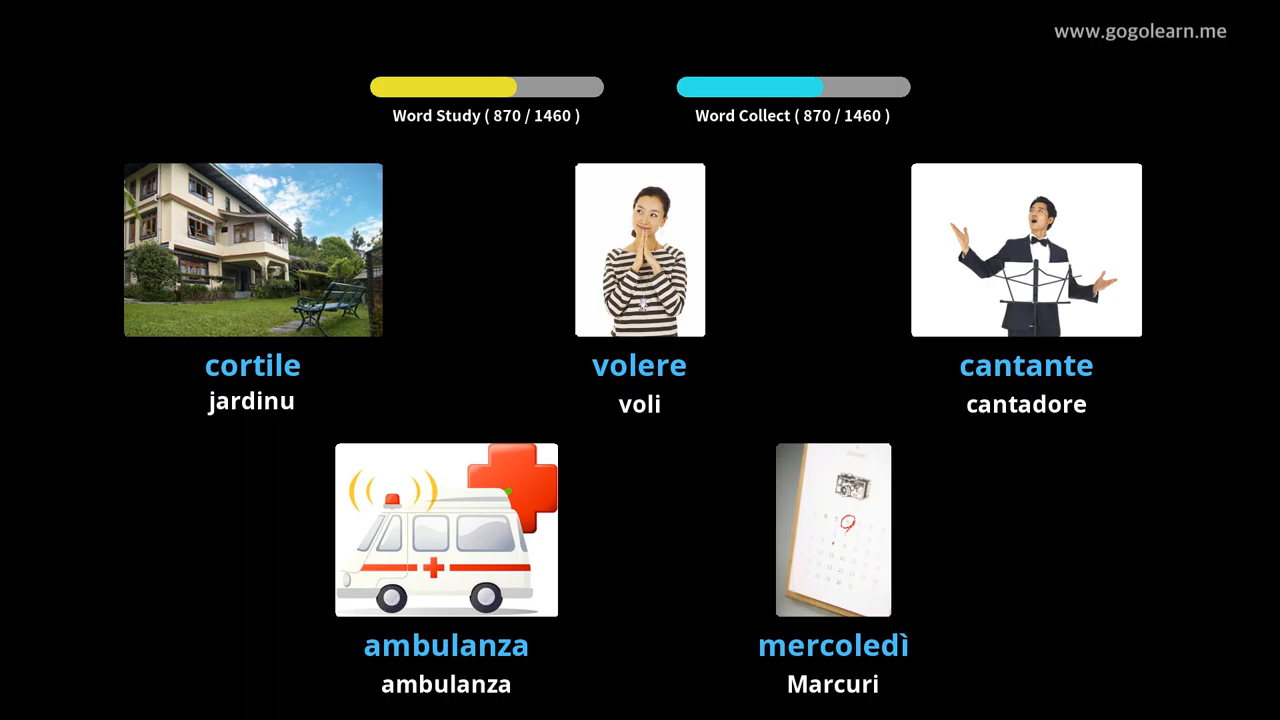 www.gogolearn.me
Word Study ( 870 / 1460 )
Word Collect ( 870 / 1460 )
cortile
jardinu
volere
voli
cantante
cantadore
ambulanza
ambulanza
mercoledì
Marcuri